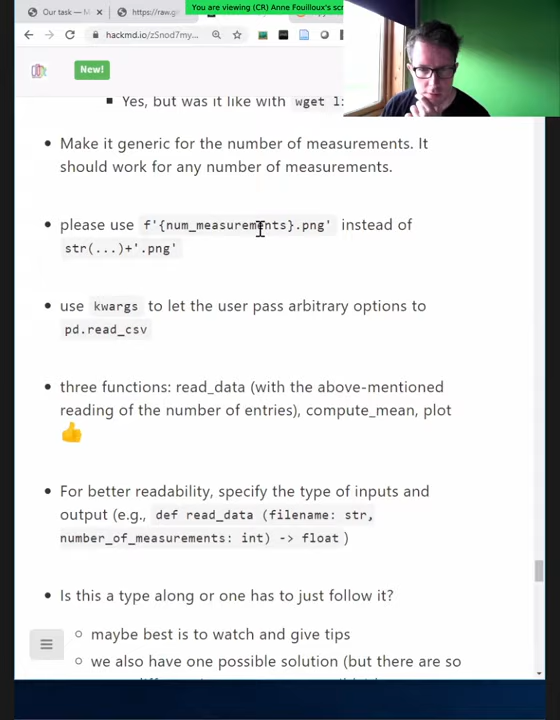 You are viewing (CR) Anne Fouilloux's scr
Our task — M
https://raw.gi
hackmd.io/zSnod7my
New!
Yes, but was it like with wget
Make it generic for the number of measurements. It
should work for any number of measurements.
please use f'{num_measurements}.png' instead of
str(...)+'.png'
use kwargs to let the user pass arbitrary options to
pd.read_csv
three functions: read_data (with the above-mentioned
reading of the number of entries), compute_mean, plot
👍
For better readability, specify the type of inputs and
output (e.g., def read_data (filename: str,
number_of_measurements: int) -> float )
Is this a type along or one has to just follow it?
maybe best is to watch and give tips
we also have one possible solution (but there are so